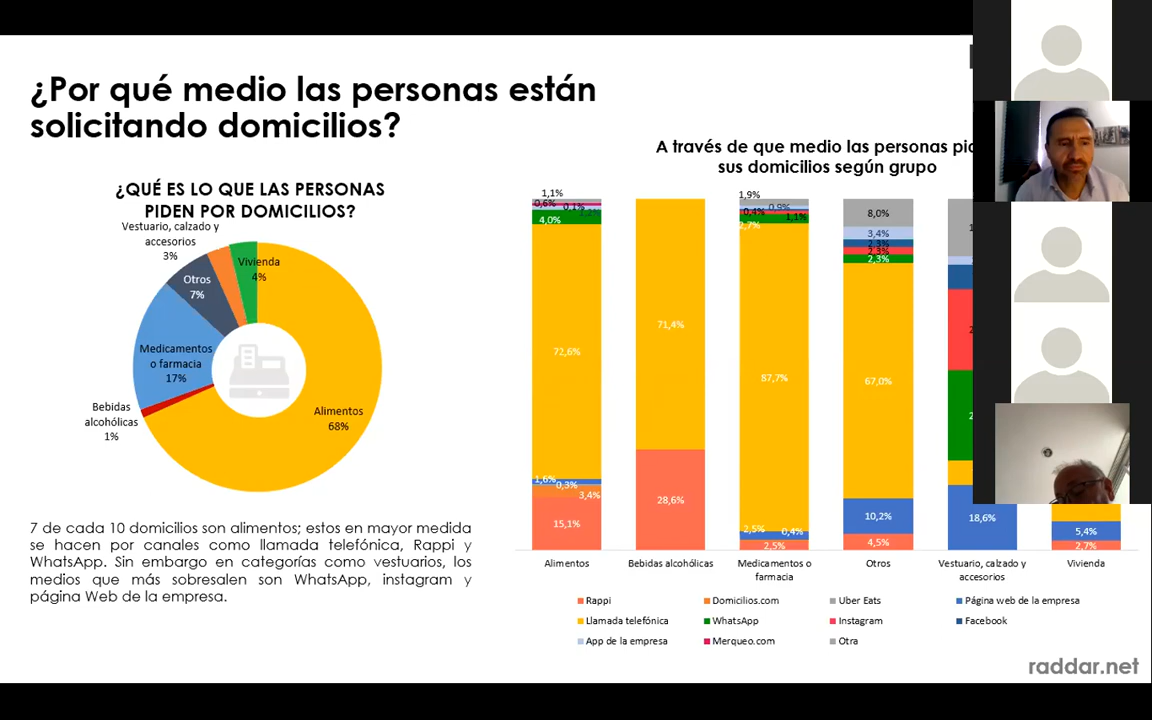 ¿Por qué medio las personas están
solicitando domicilios?
¿QUÉ ES LO QUE LAS PERSONAS
PIDEN POR DOMICILIOS?
Vestuario, calzado y
accesorios
3%
Vivienda
4%
Otros
7%
Medicamentos
o farmacia
17%
Bebidas
alcohólicas
1%
Alimentos
68%
7 de cada 10 domicilios son alimentos; estos en mayor medida
se hacen por canales como llamada telefónica, Rappi y
WhatsApp. Sin embargo en categorías como vestuarios, los
medios que más sobresalen son WhatsApp, instagram y
página Web de la empresa.
A través de que medio las personas
sus domicilios según grupo
1,1%
0,6%
0,1%
2,2%
4,0%
72,6%
1,6%
0,3%
3,4%
15,1%
71,4%
28,6%
1,9%
0,9%
0,4%
1,1%
2,7%
87,7%
2,5%
0,4%
2,5%
8,0%
3,4%
2,3%
2,3%
2,3%
67,0%
10,2%
4,5%
18,6%
5,4%
2,7%
Alimentos
Bebidas alcohólicas
Medicamentos o
farmacia
Otros
Vestuario, calzado y
accesorios
Vivienda
Rappi
Domicilios.com
Uber Eats
Página web de la empresa
Llamada telefónica
WhatsApp
Instagram
Facebook
App de la empresa
Merqueo.com
Otra
raddar.net